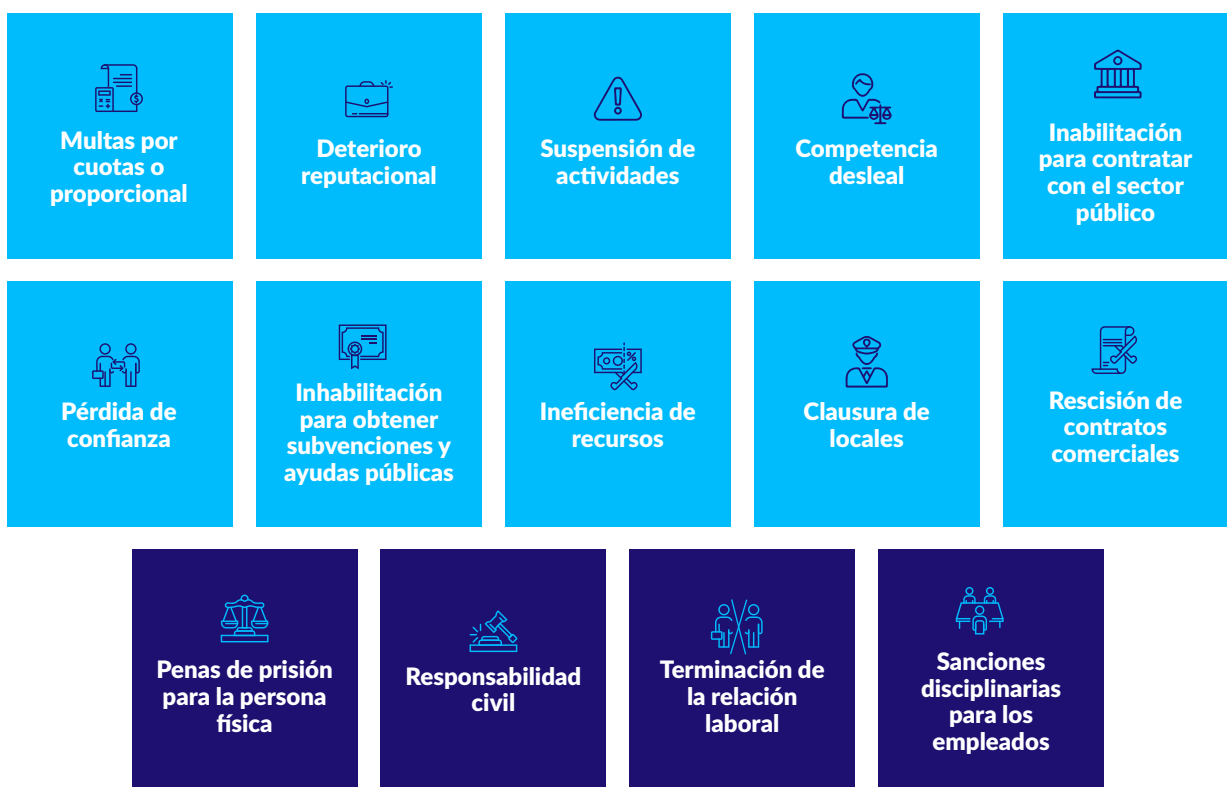 Multas por
cuotas o
proporcional
Deterioro
reputacional
Suspensión de
actividades
Competencia
desleal
Inabilitación
para contratar
con el sector
público
Pérdida de
confianza
Inhabilitación
para obtener
subvenciones y
ayudas públicas
Ineficiencia de
recursos
Clausura de
locales
Rescisión de
contratos
comerciales
Penas de prisión
para la persona
física
Responsabilidad
civil
Terminación de
la relación
laboral
Sanciones
disciplinarias
para los
empleados